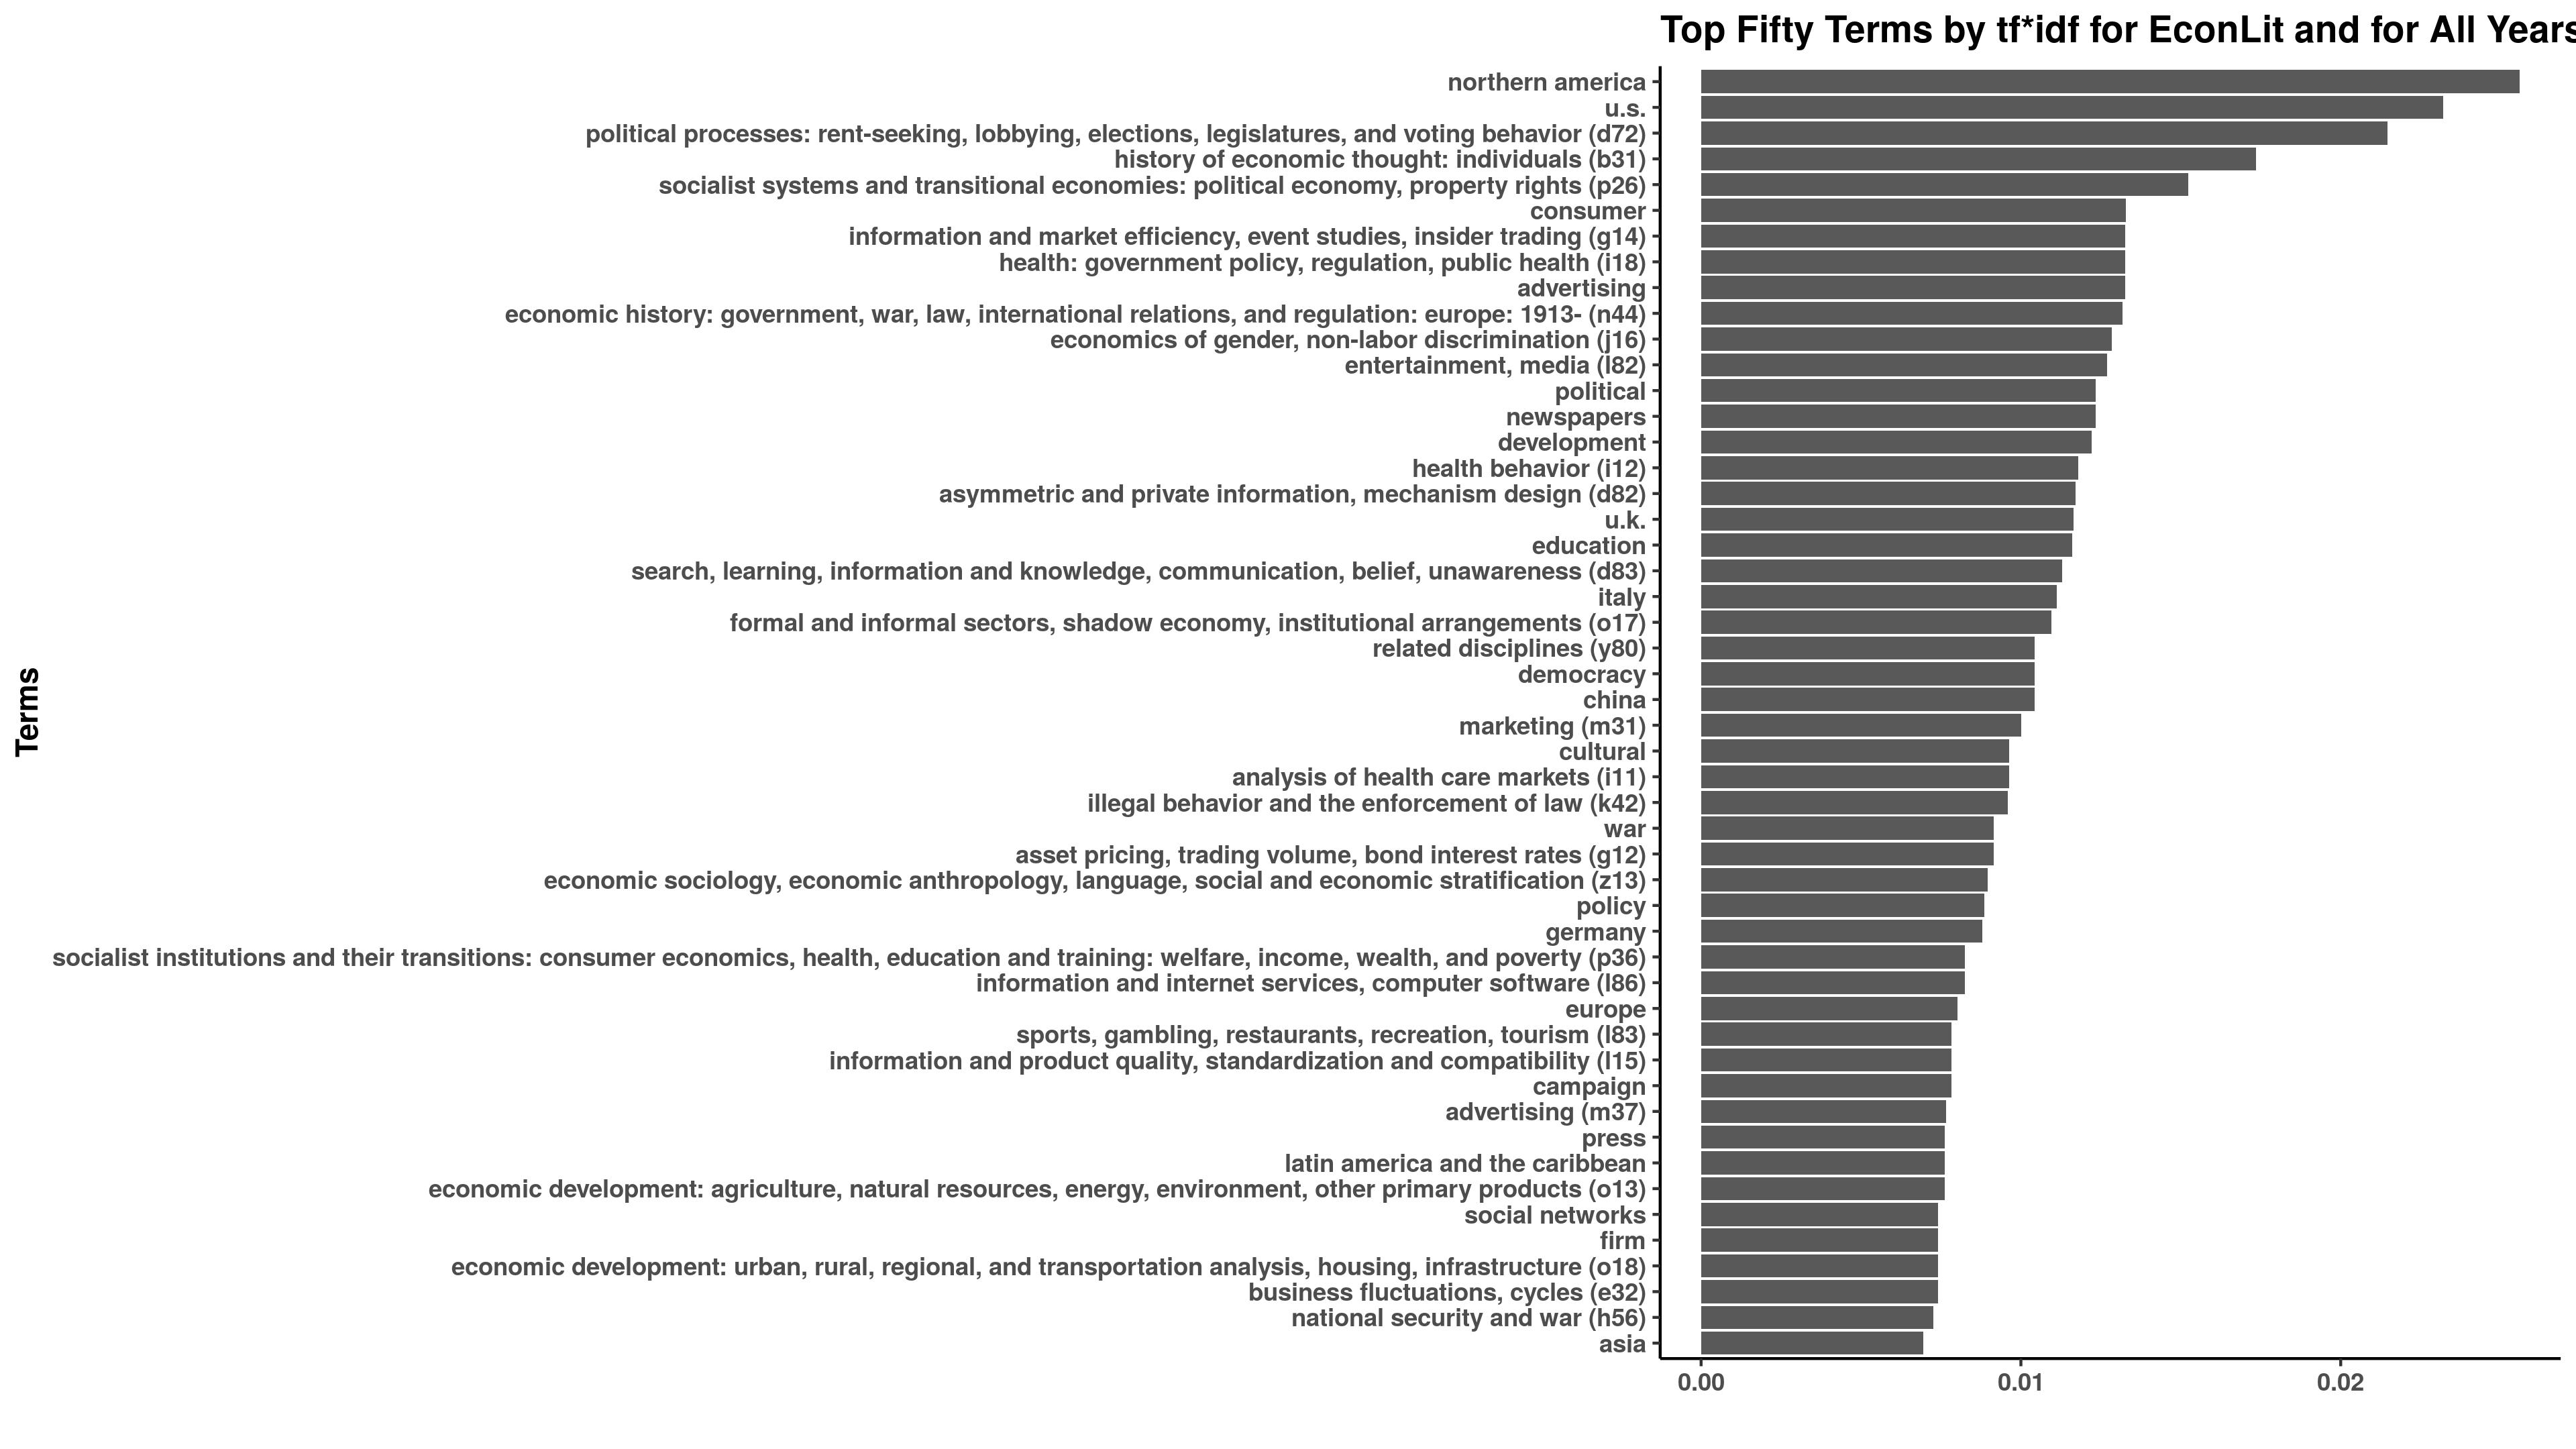 Top Fifty Terms by tf*idf for EconLit and for All Years
northern america
u.s.
political processes: rent-seeking, lobbying, elections, legislatures, and voting behavior (d72)
history of economic thought: individuals (b31)
socialist systems and transitional economies: political economy, property rights (p26)
consumer
information and market efficiency, event studies, insider trading (g14)
health: government policy, regulation, public health (i18)
advertising
economic history: government, war, law, international relations, and regulation: europe: 1913- (n44)
economics of gender, non-labor discrimination (j16)
entertainment, media (l82)
political
newspapers
development
health behavior (i12)
asymmetric and private information, mechanism design (d82)
u.k.
education
search, learning, information and knowledge, communication, belief, unawareness (d83)
italy
formal and informal sectors, shadow economy, institutional arrangements (o17)
related disciplines (y80)
democracy
china
marketing (m31)
cultural
analysis of health care markets (i11)
illegal behavior and the enforcement of law (k42)
war
asset pricing, trading volume, bond interest rates (g12)
economic sociology, economic anthropology, language, social and economic stratification (z13)
policy
germany
socialist institutions and their transitions: consumer economics, health, education and training: welfare, income, wealth, and poverty (p36)
information and internet services, computer software (l86)
europe
sports, gambling, restaurants, recreation, tourism (l83)
information and product quality, standardization and compatibility (l15)
campaign
advertising (m37)
press
latin america and the caribbean
economic development: agriculture, natural resources, energy, environment, other primary products (o13)
social networks
firm
economic development: urban, rural, regional, and transportation analysis, housing, infrastructure (o18)
business fluctuations, cycles (e32)
national security and war (h56)
asia
Terms
0.00
0.01
0.02